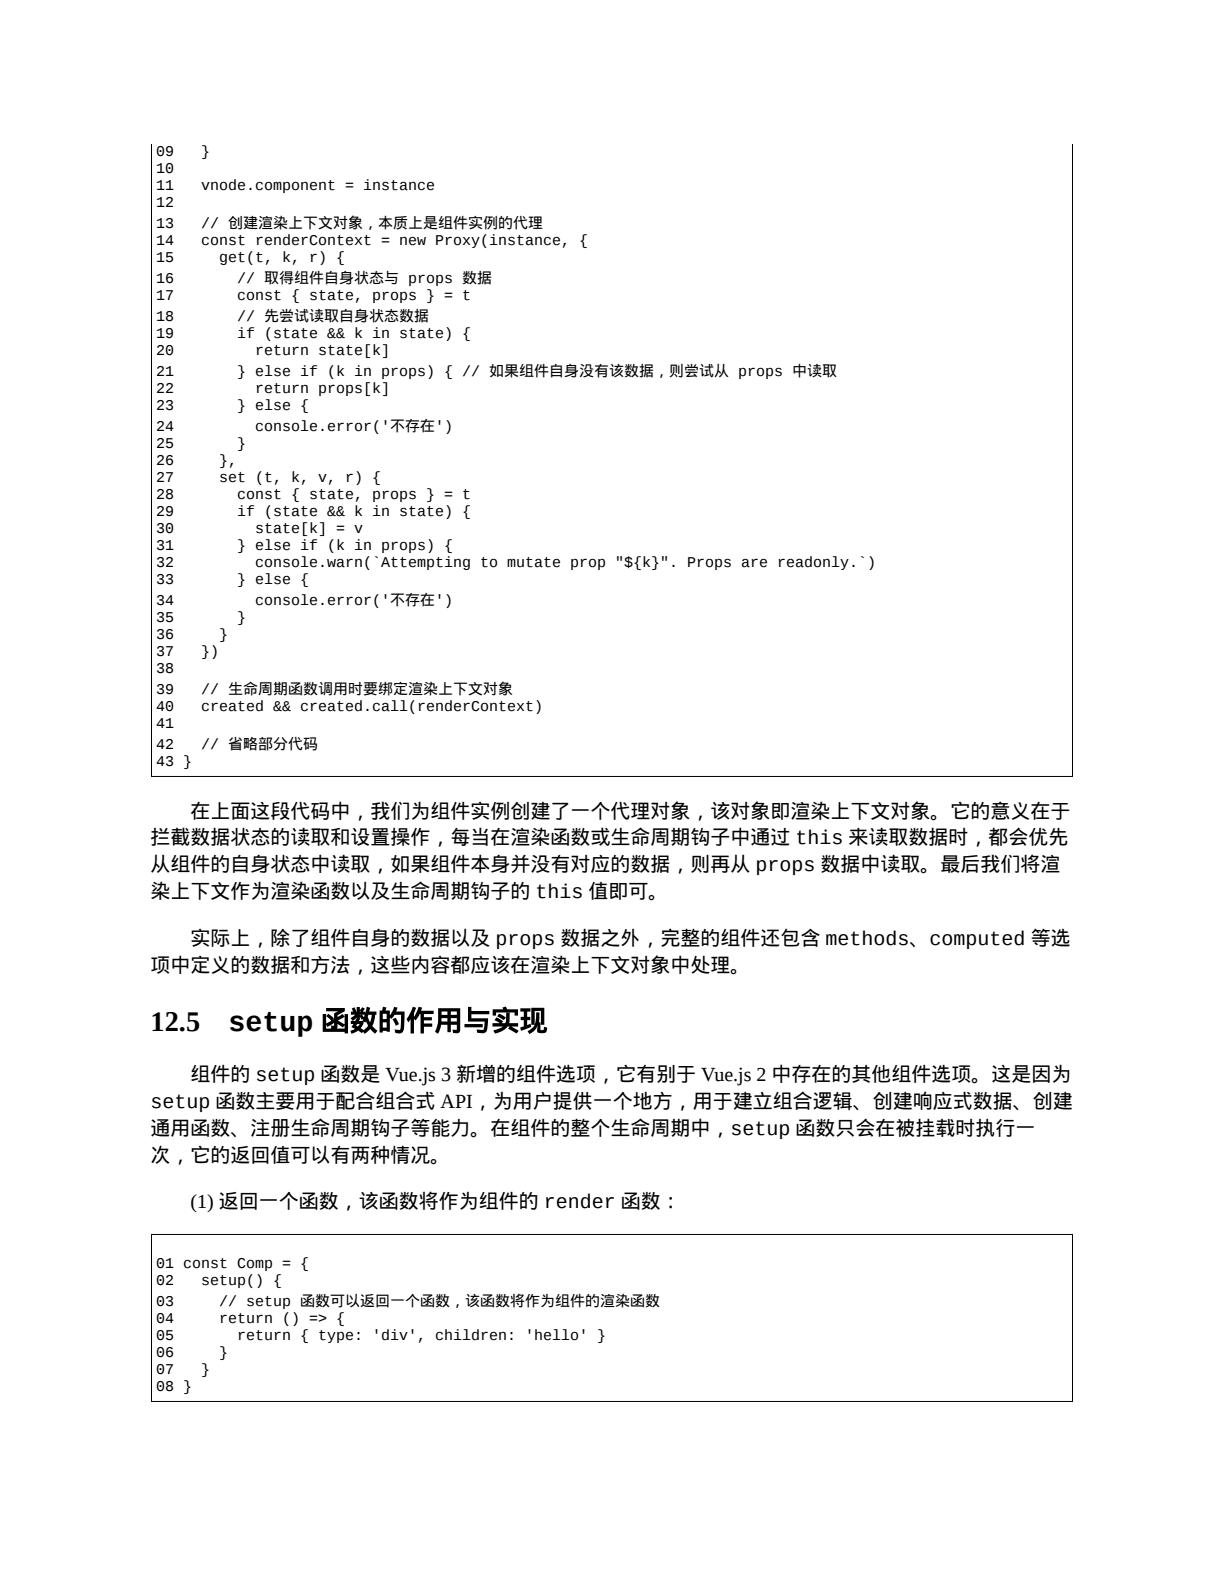 09   }
10
11   vnode.component = instance
12
13   // 创建渲染上下文对象，本质上是组件实例的代理
14   const renderContext = new Proxy(instance, {
15     get(t, k, r) {
16       // 取得组件自身状态与 props 数据
17       const { state, props } = t
18       // 先尝试读取自身状态数据
19       if (state && k in state) {
20         return state[k]
21       } else if (k in props) { // 如果组件自身没有该数据，则尝试从 props 中读取
22         return props[k]
23       } else {
24         console.error('不存在')
25       }
26     },
27     set (t, k, v, r) {
28       const { state, props } = t
29       if (state && k in state) {
30         state[k] = v
31       } else if (k in props) {
32         console.warn(`Attempting to mutate prop "${k}". Props are readonly.`)
33       } else {
34         console.error('不存在')
35       }
36     }
37   })
38
39   // 生命周期函数调用时要绑定渲染上下文对象
40   created && created.call(renderContext)
41
42   // 省略部分代码
43 }
在上面这段代码中，我们为组件实例创建了一个代理对象，该对象即渲染上下文对象。它的意义在于
拦截数据状态的读取和设置操作，每当在渲染函数或生命周期钩子中通过 this 来读取数据时，都会优先
从组件的自身状态中读取，如果组件本身并没有对应的数据，则再从 props 数据中读取。最后我们将渲
染上下文作为渲染函数以及生命周期钩子的 this 值即可。
实际上，除了组件自身的数据以及 props 数据之外，完整的组件还包含 methods、computed 等选
项中定义的数据和方法，这些内容都应该在渲染上下文对象中处理。
12.5 setup 函数的作用与实现
组件的 setup 函数是 Vue.js 3 新增的组件选项，它有别于 Vue.js 2 中存在的其他组件选项。这是因为
setup 函数主要用于配合组合式 API，为用户提供一个地方，用于建立组合逻辑、创建响应式数据、创建
通用函数、注册生命周期钩子等能力。在组件的整个生命周期中，setup 函数只会在被挂载时执行一
次，它的返回值可以有两种情况。
(1) 返回一个函数，该函数将作为组件的 render 函数：
01 const Comp = {
02   setup() {
03     // setup 函数可以返回一个函数，该函数将作为组件的渲染函数
04     return () => {
05       return { type: 'div', children: 'hello' }
06     }
07   }
08 }